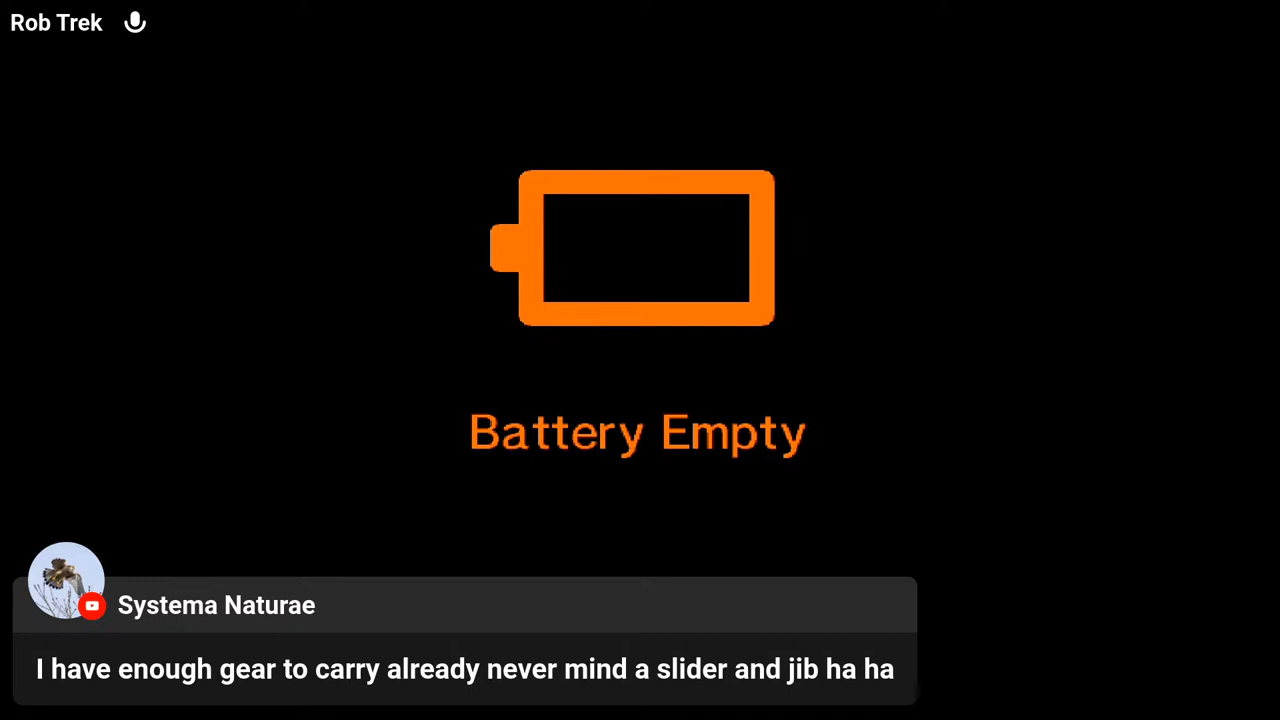 Rob Trek
Battery Empty
Systema Naturae
I have enough gear to carry already never mind a slider and jib ha ha